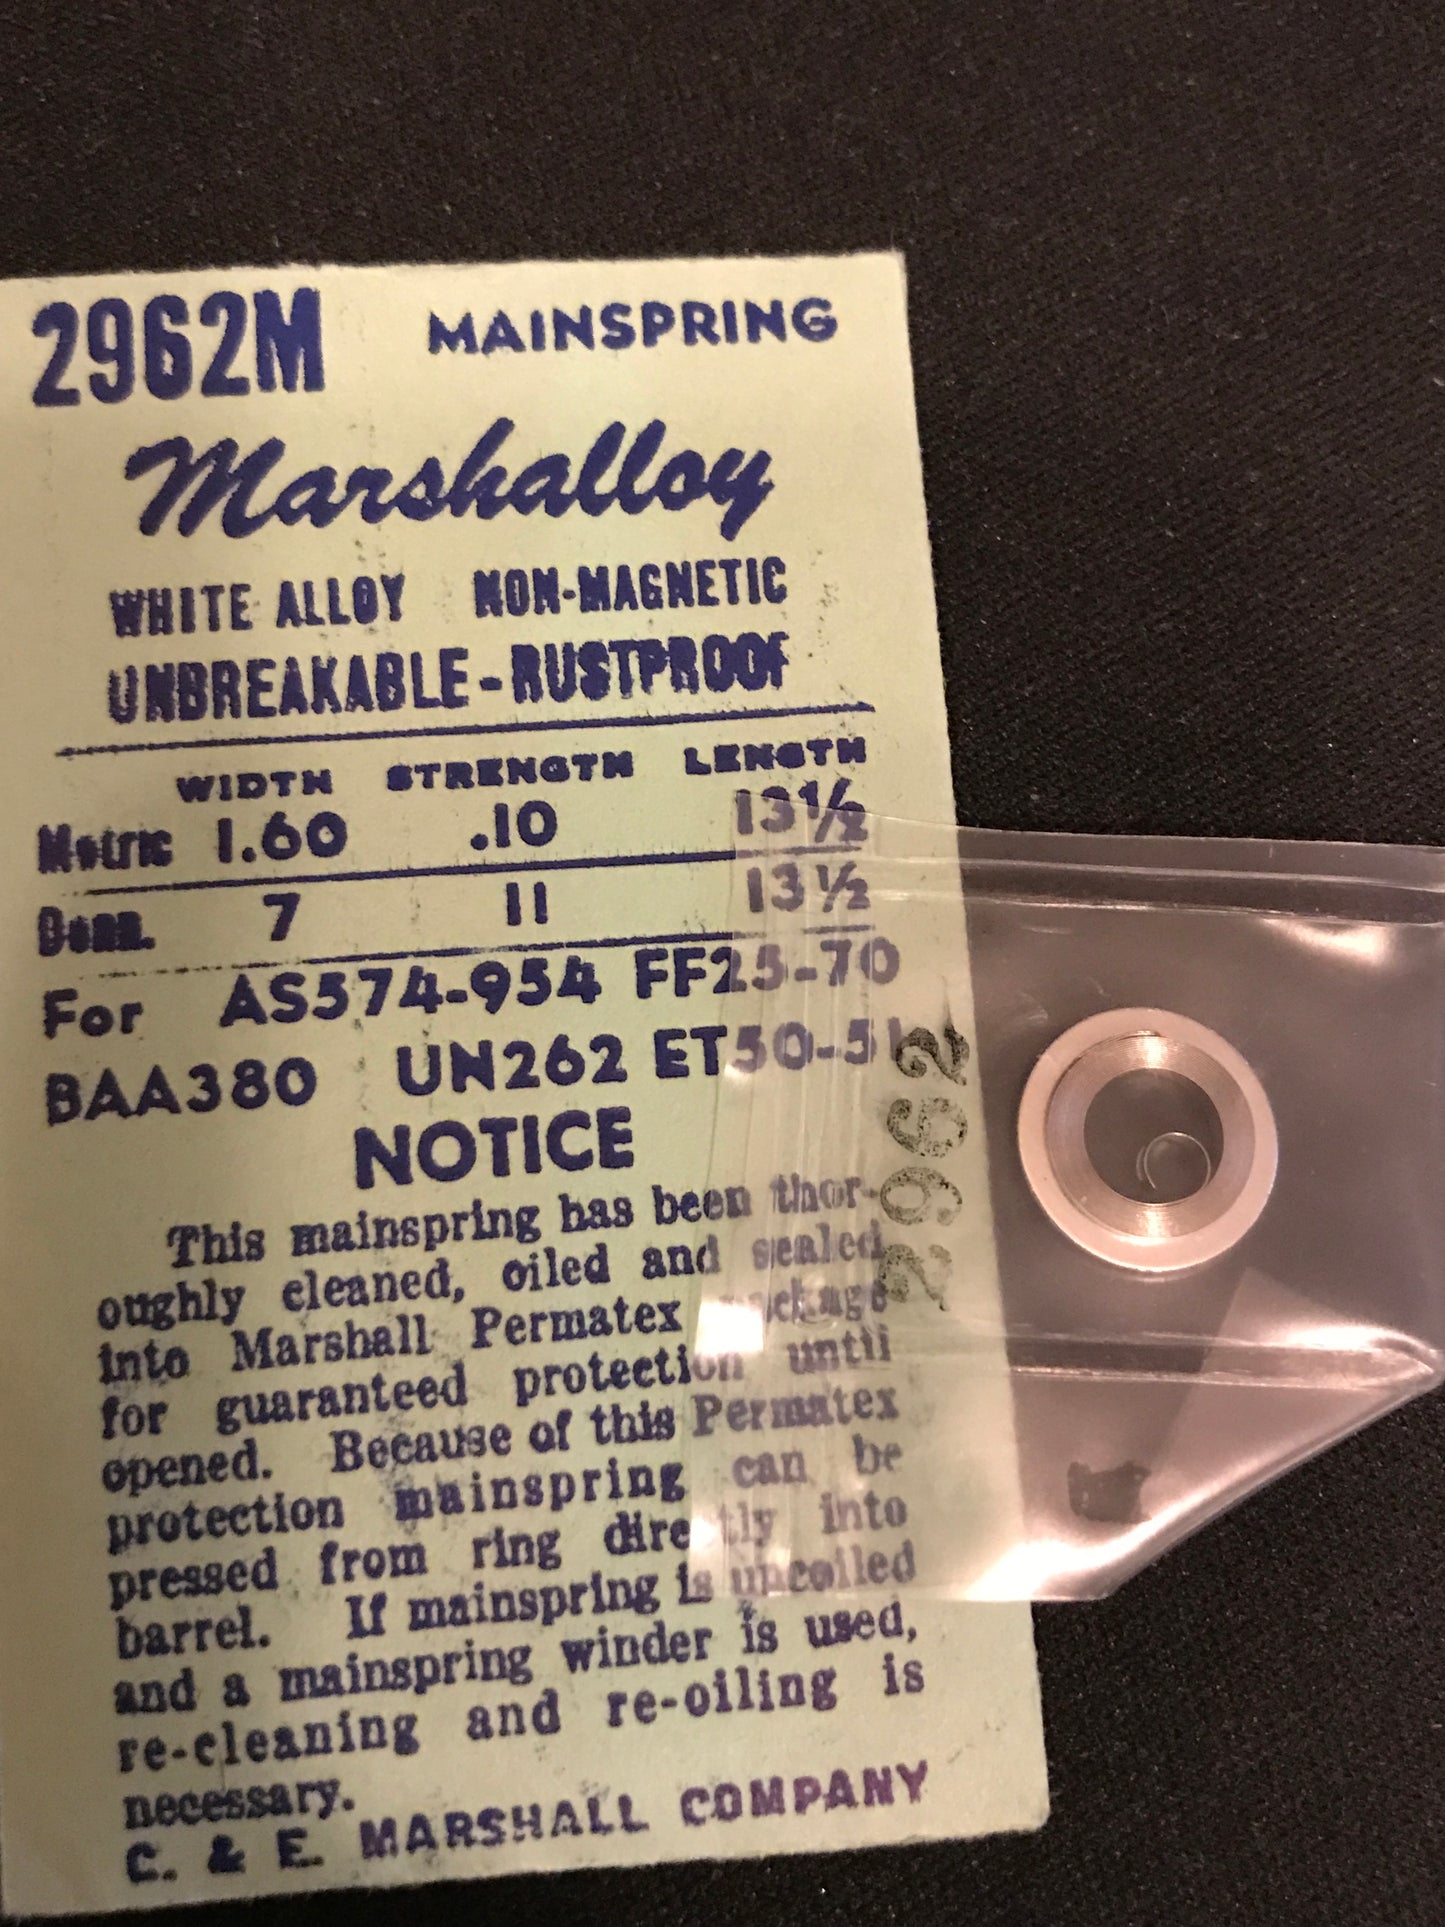 2962M MAINSPRING
Marshalloy
WHITE ALLOY NON-MAGNETIC
UNBREAKABLE-RUSTPROOF
WIDTH STRENGTH LENGTH
Metric 1.60 .10 13½
Denn. 7 11 13½
For AS574-954 FF25-70
BAA380 UN262 ET50-51
NOTICE
This mainspring has been thor-
oughly cleaned, oiled and sealed
into Marshall Permatex package
for guaranteed protection until
opened. Because of this Permatex
protection mainspring can be
pressed from ring directly into
barrel. If mainspring is uncoiled
and a mainspring winder is used,
re-cleaning and re-oiling is
necessary.
C. & E. MARSHALL COMPANY
2962